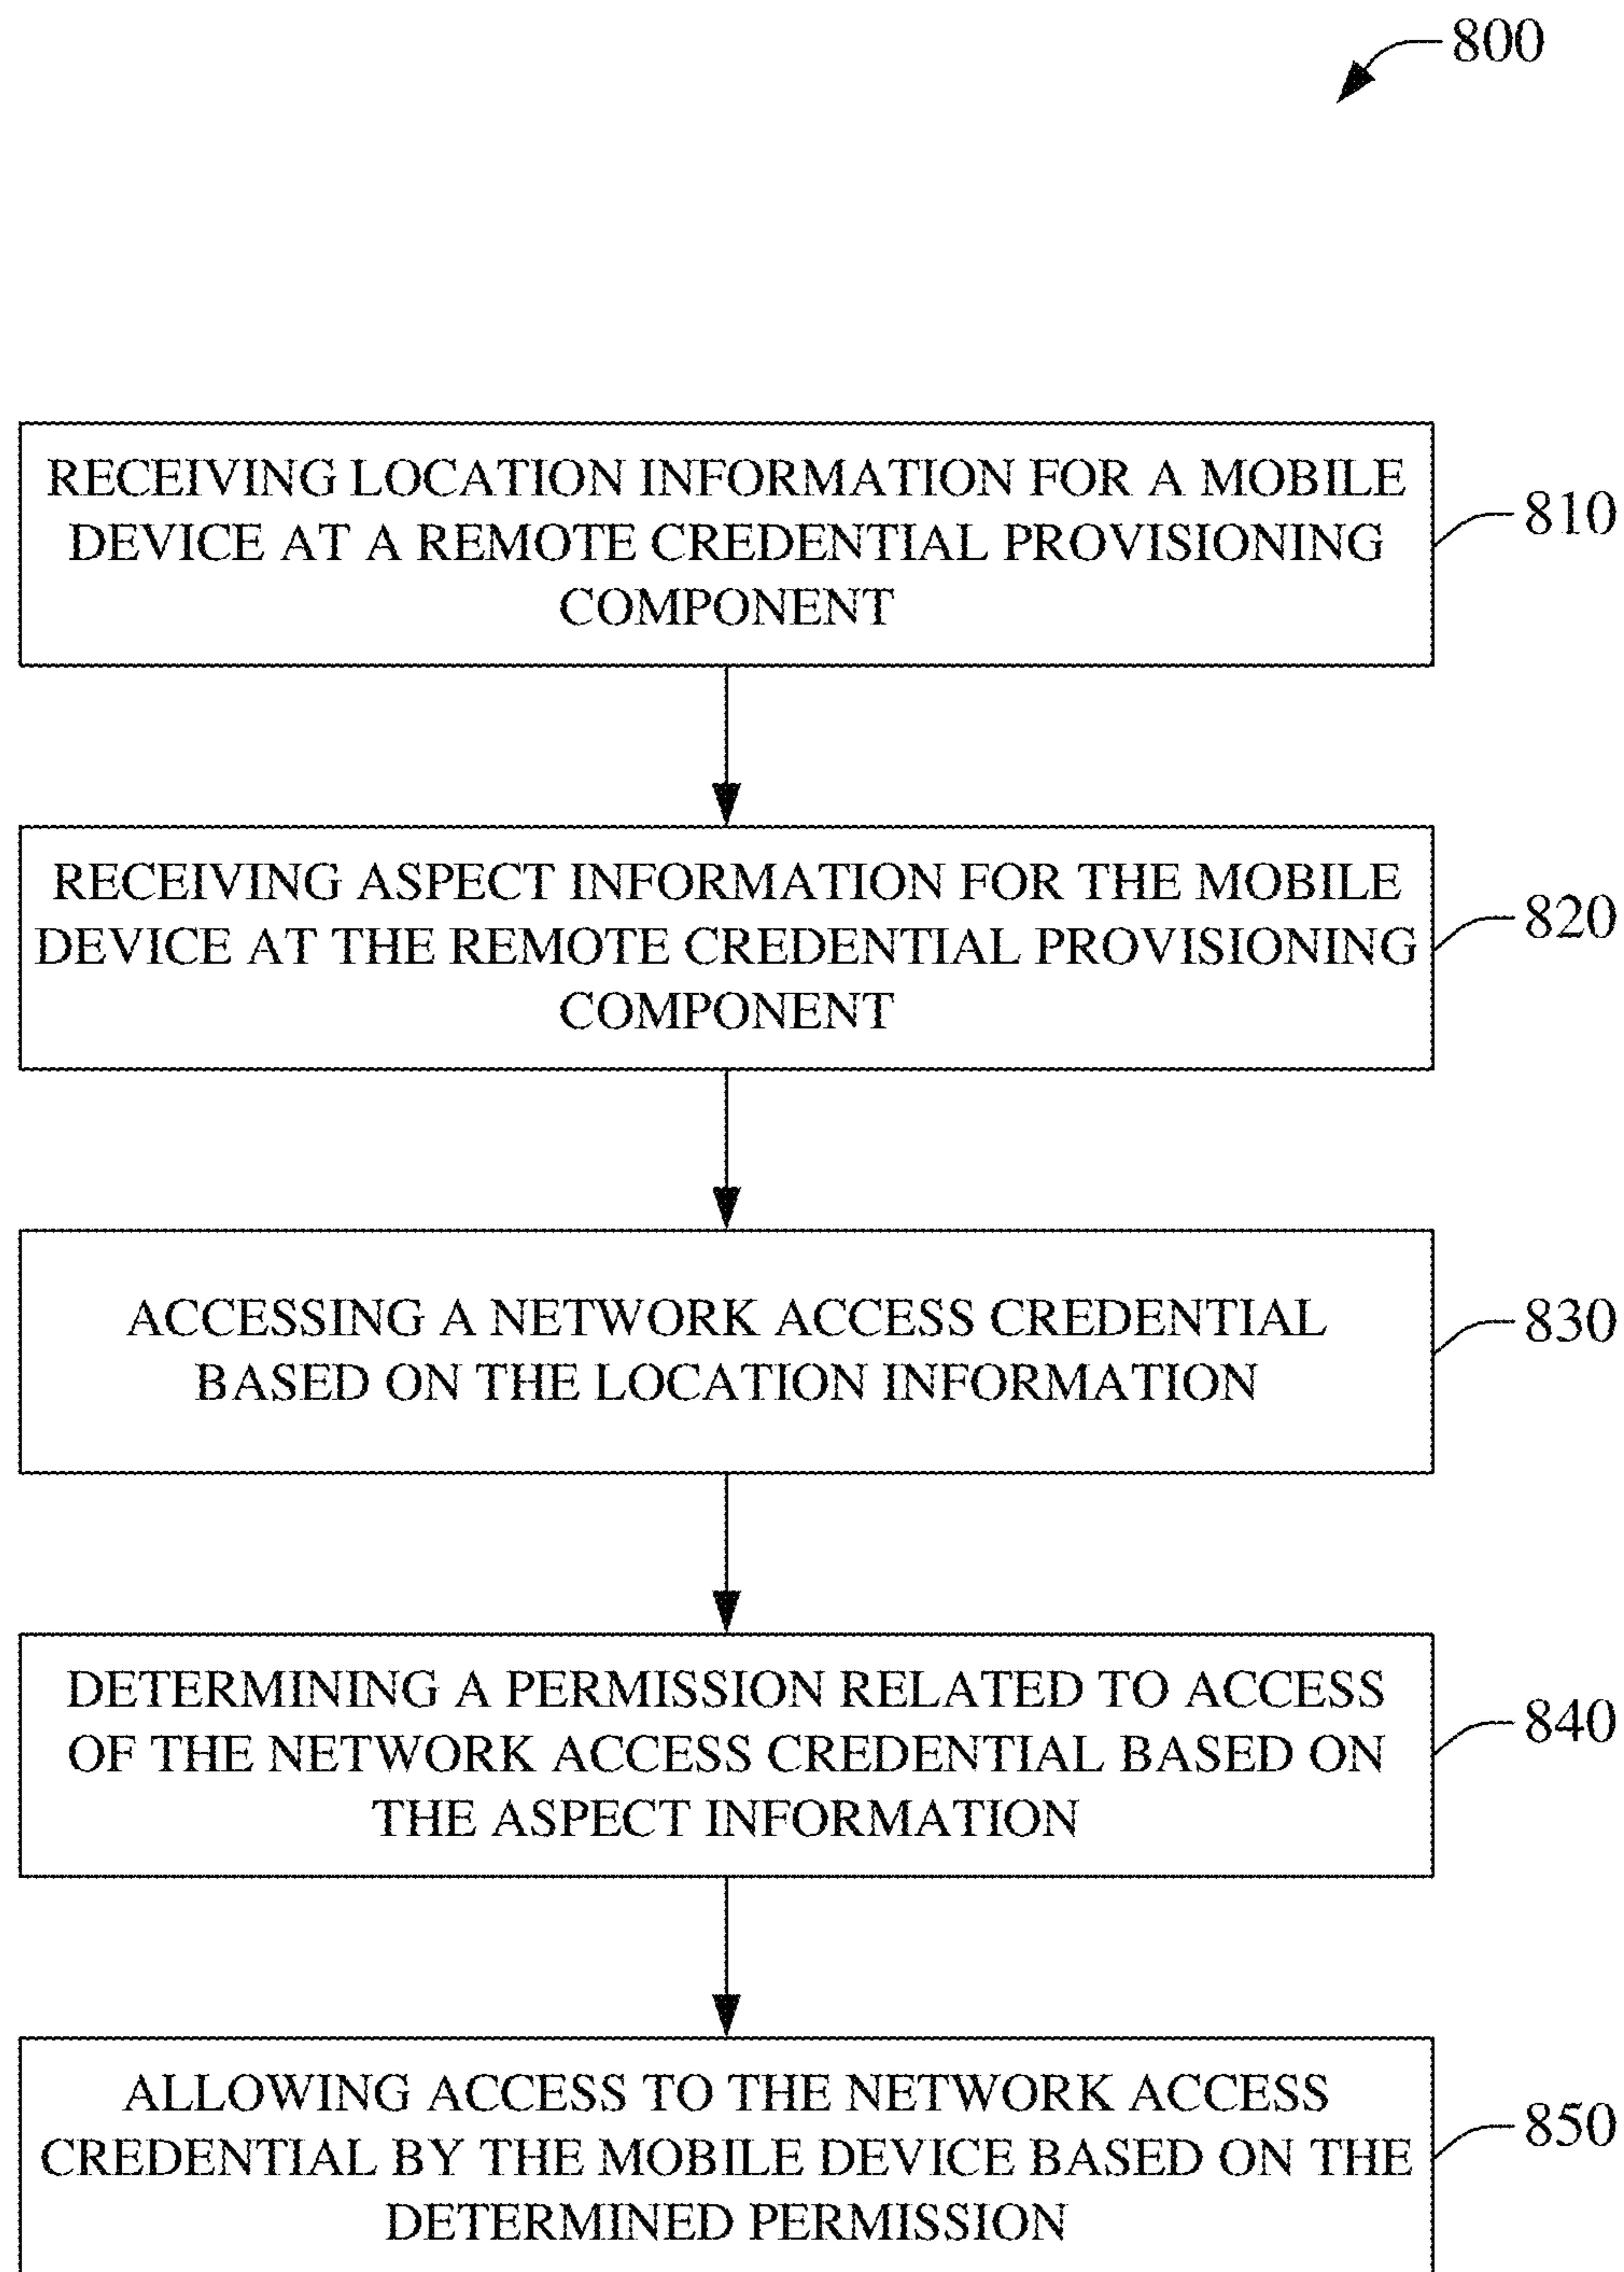 800
RECEIVING LOCATION INFORMATION FOR A MOBILE
DEVICE AT A REMOTE CREDENTIAL PROVISIONING
COMPONENT
810
RECEIVING ASPECT INFORMATION FOR THE MOBILE
DEVICE AT THE REMOTE CREDENTIAL PROVISIONING
COMPONENT
820
ACCESSING A NETWORK ACCESS CREDENTIAL
BASED ON THE LOCATION INFORMATION
830
DETERMINING A PERMISSION RELATED TO ACCESS
OF THE NETWORK ACCESS CREDENTIAL BASED ON
THE ASPECT INFORMATION
840
ALLOWING ACCESS TO THE NETWORK ACCESS
CREDENTIAL BY THE MOBILE DEVICE BASED ON THE
DETERMINED PERMISSION
850